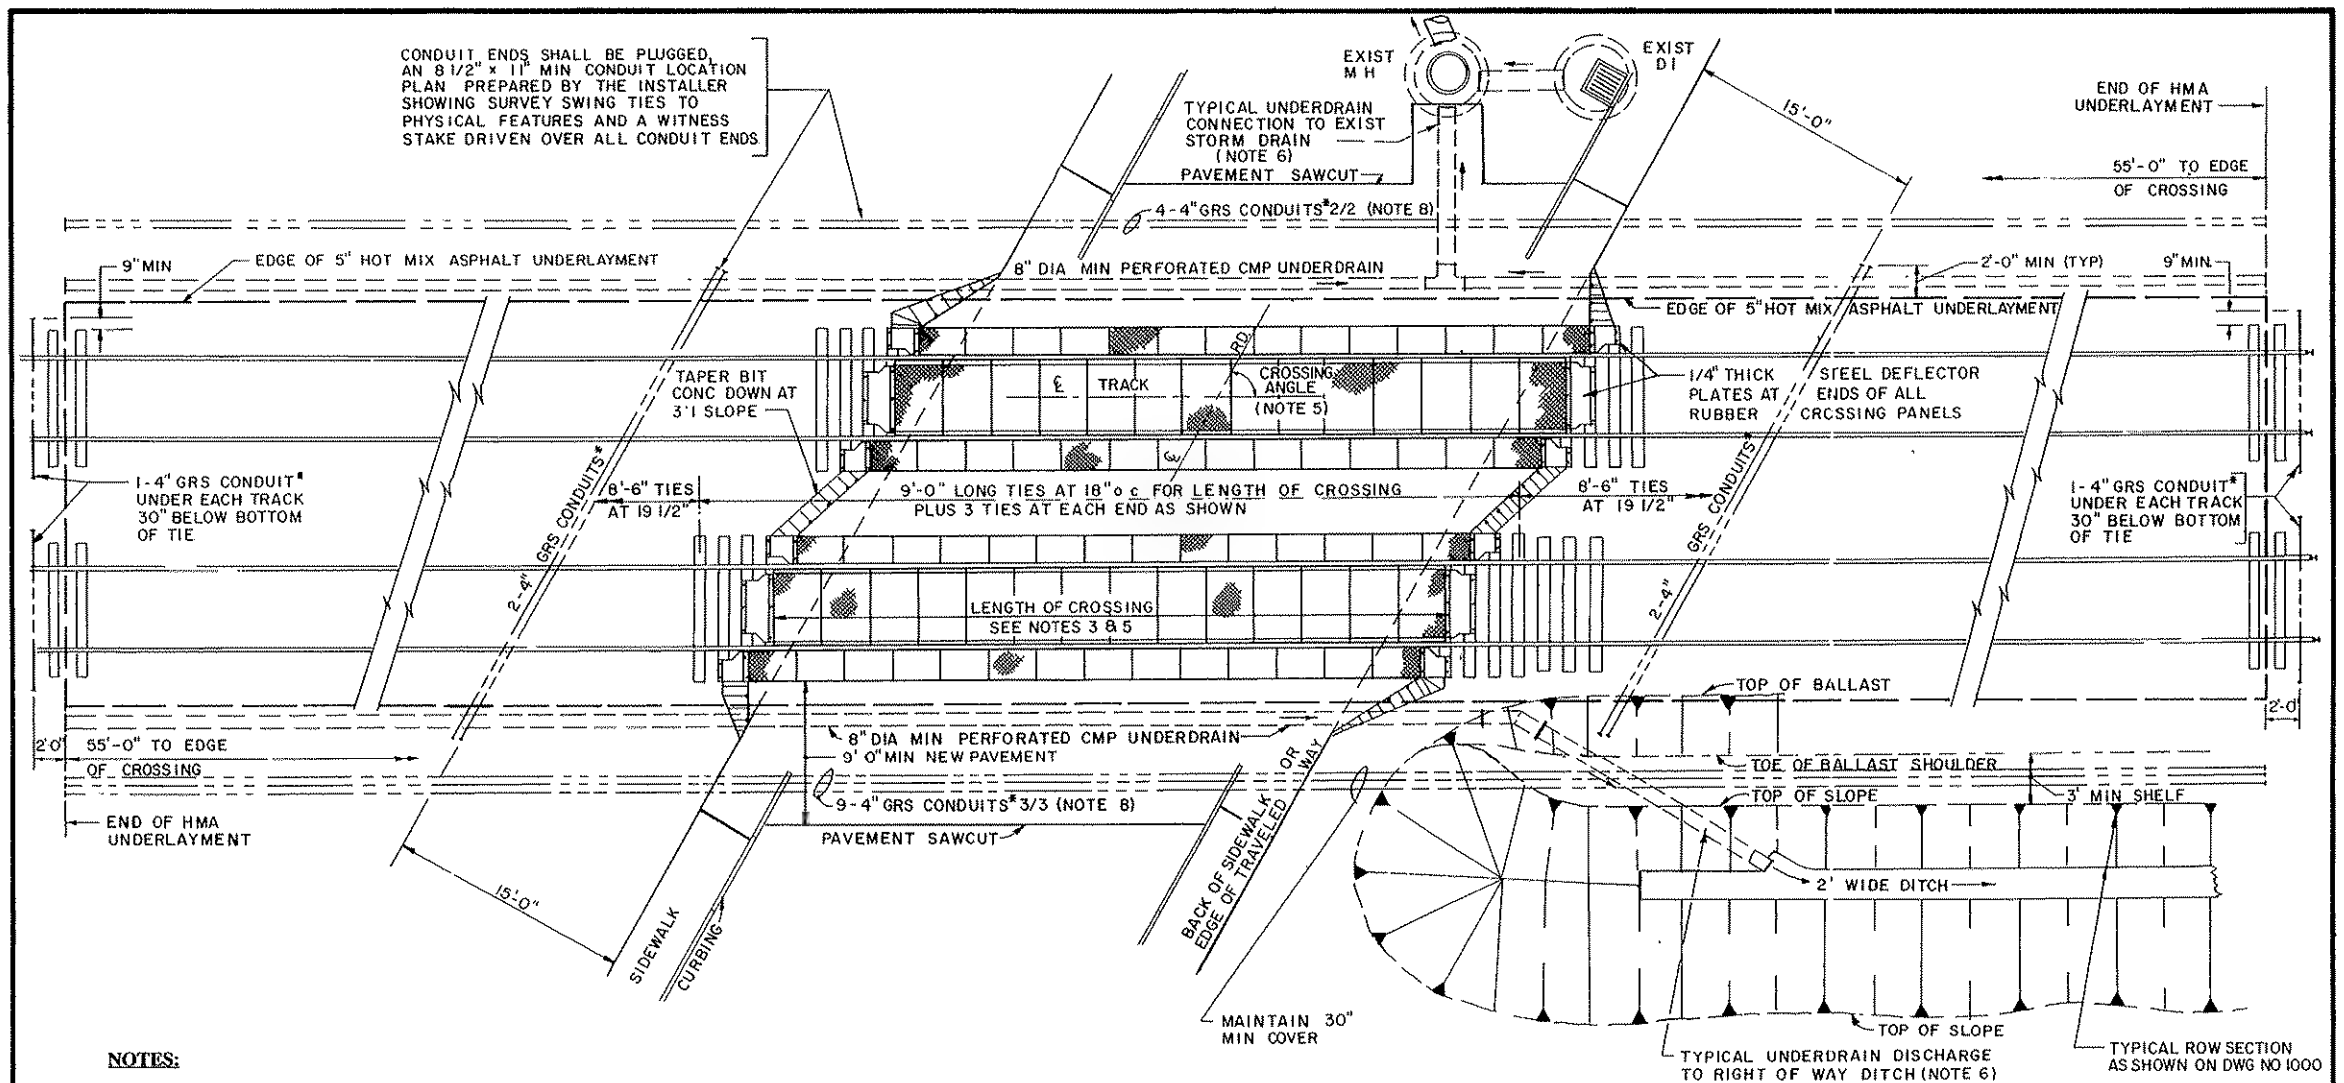 CONDUIT ENDS SHALL BE PLUGGED,
AN 8 1/2" x 11" MIN CONDUIT LOCATION
PLAN PREPARED BY THE INSTALLER
SHOWING SURVEY SWING TIES TO
PHYSICAL FEATURES AND A WITNESS
STAKE DRIVEN OVER ALL CONDUIT ENDS
EXIST
M H
EXIST
D I
TYPICAL UNDERDRAIN
CONNECTION TO EXIST
STORM DRAIN
(NOTE 6)
PAVEMENT SAWCUT
15'-0"
END OF HMA
UNDERLAYMENT
55'-0" TO EDGE
OF CROSSING
4-4" GRS CONDUITS* 2/2 (NOTE 8)
9" MIN
EDGE OF 5" HOT MIX ASPHALT UNDERLAYMENT
8" DIA MIN PERFORATED CMP UNDERDRAIN
2'-0" MIN (TYP)
9" MIN
EDGE OF 5" HOT MIX ASPHALT UNDERLAYMENT
TAPER BIT
CONC DOWN AT
3'1 SLOPE
TRACK
RD
CROSSING
ANGLE
(NOTE 5)
1/4" THICK STEEL DEFLECTOR
PLATES AT ENDS OF ALL
RUBBER CROSSING PANELS
1-4" GRS CONDUIT*
UNDER EACH TRACK
30" BELOW BOTTOM
OF TIE
2-4" GRS CONDUITS*
8'-6" TIES
AT 19 1/2"
9'-0" LONG TIES AT 18" o c FOR LENGTH OF CROSSING
PLUS 3 TIES AT EACH END AS SHOWN
8'-6" TIES
AT 19 1/2"
2-4" GRS CONDUITS*
1-4" GRS CONDUIT*
UNDER EACH TRACK
30" BELOW BOTTOM
OF TIE
LENGTH OF CROSSING
SEE NOTES 3 & 5
TOP OF BALLAST
2'-0"
2'0"
55'-0" TO EDGE
OF CROSSING
8" DIA MIN PERFORATED CMP UNDERDRAIN
9' 0" MIN NEW PAVEMENT
TOE OF BALLAST SHOULDER
9-4" GRS CONDUITS* 3/3 (NOTE 8)
TOP OF SLOPE
3' MIN SHELF
END OF HMA
UNDERLAYMENT
PAVEMENT SAWCUT
15'-0"
SIDEWALK
CURBING
BACK OF SIDEWALK OR
EDGE OF TRAVELED WAY
2' WIDE DITCH
MAINTAIN 30"
MIN COVER
TOP OF SLOPE
TYPICAL UNDERDRAIN DISCHARGE
TO RIGHT OF WAY DITCH (NOTE 6)
TYPICAL ROW SECTION
AS SHOWN ON DWG NO 1000
NOTES: